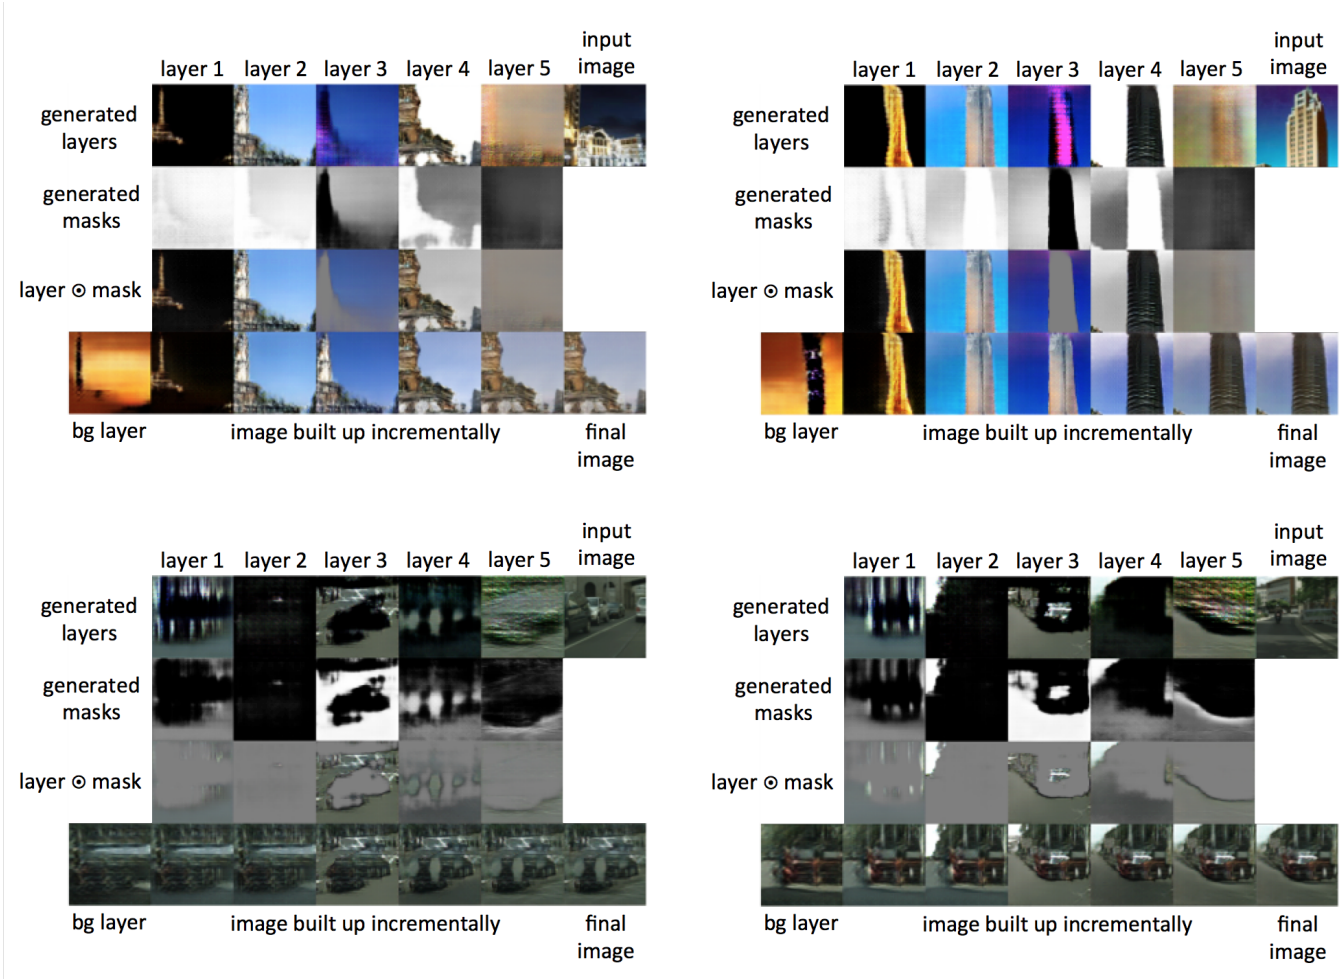 input
image
layer 1 layer 2 layer 3 layer 4 layer 5
generated
layers
generated
masks
layer ⊙ mask
bg layer image built up incrementally final
image
input
image
layer 1 layer 2 layer 3 layer 4 layer 5
generated
layers
generated
masks
layer ⊙ mask
bg layer image built up incrementally final
image
input
image
layer 1 layer 2 layer 3 layer 4 layer 5
generated
layers
generated
masks
layer ⊙ mask
bg layer image built up incrementally final
image
input
image
layer 1 layer 2 layer 3 layer 4 layer 5
generated
layers
generated
masks
layer ⊙ mask
bg layer image built up incrementally final
image